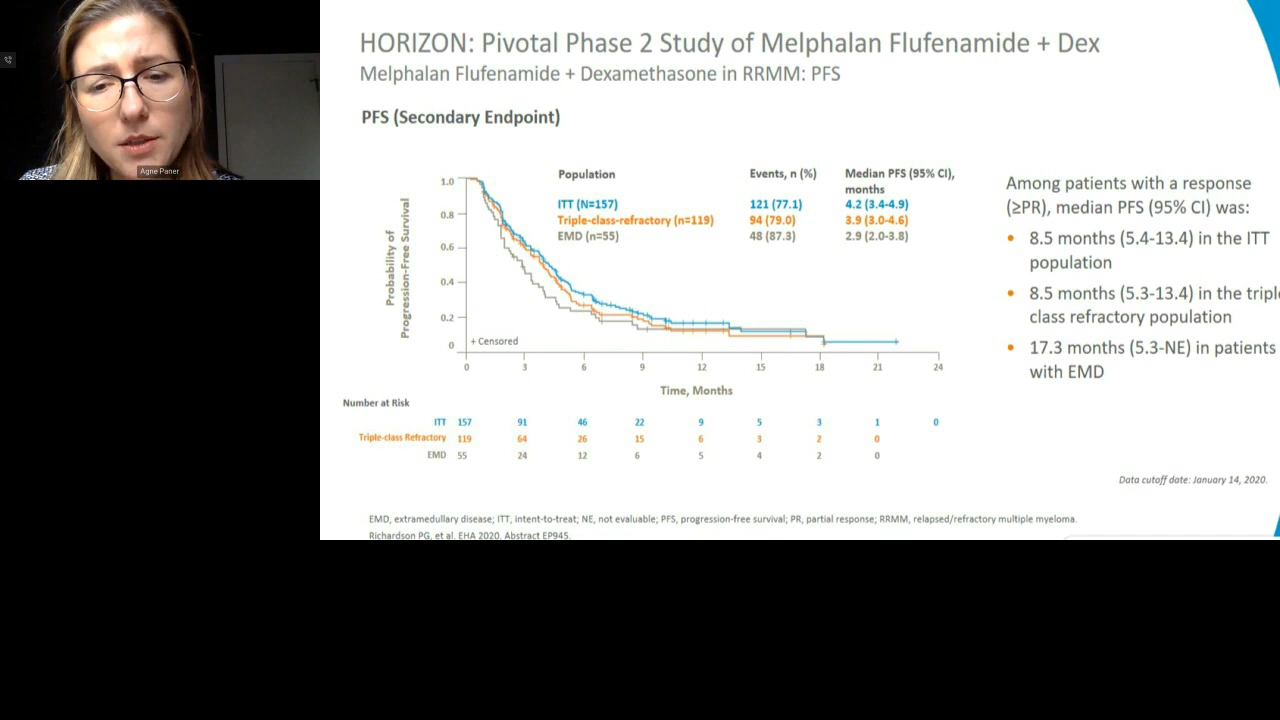 Agne Paner
HORIZON: Pivotal Phase 2 Study of Melphalan Flufenamide + Dex
Melphalan Flufenamide + Dexamethasone in RRMM: PFS
PFS (Secondary Endpoint)
Population Events, n (%) Median PFS (95% CI), months
ITT (N=157) 121 (77.1) 4.2 (3.4-4.9)
Triple-class-refractory (n=119) 94 (79.0) 3.9 (3.0-4.6)
EMD (n=55) 48 (87.3) 2.9 (2.0-3.8)
Probability of
Progression-Free Survival
1.0
0.8
0.6
0.4
0.2
0
+ Censored
0 3 6 9 12 15 18 21 24
Time, Months
Number at Risk
ITT 157 91 46 22 9 5 3 1 0
Triple-class Refractory 119 64 26 15 6 3 2 0
EMD 55 24 12 6 5 4 2 0
Among patients with a response
(≥PR), median PFS (95% CI) was:
• 8.5 months (5.4-13.4) in the ITT
population
• 8.5 months (5.3-13.4) in the triple
class refractory population
• 17.3 months (5.3-NE) in patients
with EMD
Data cutoff date: January 14, 2020.
EMD, extramedullary disease; ITT, intent-to-treat; NE, not evaluable; PFS, progression-free survival; PR, partial response; RRMM, relapsed/refractory multiple myeloma.
Richardson PG, et al. EHA 2020. Abstract EP945.